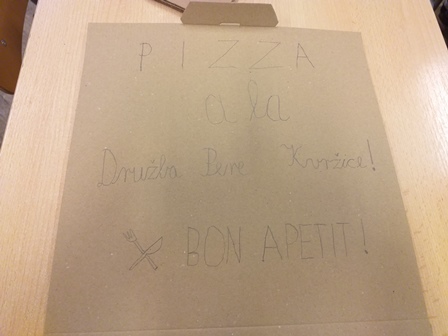 PIZZA
a la
Družba Pere Kvržice!
BON APETIT!